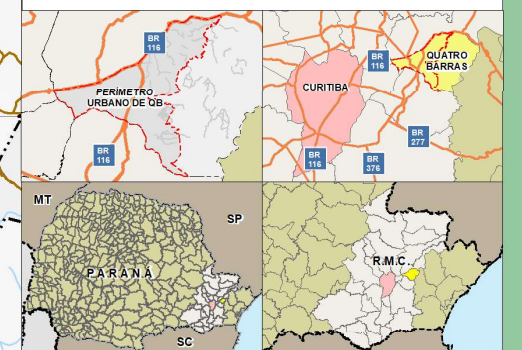 BR
116
PERÍMETRO
URBANO DE QB
BR
116
BR
116
QUATRO
BARRAS
CURITIBA
BR
277
BR
116
BR
376
MT
SP
PARANÁ
SC
R.M.C.